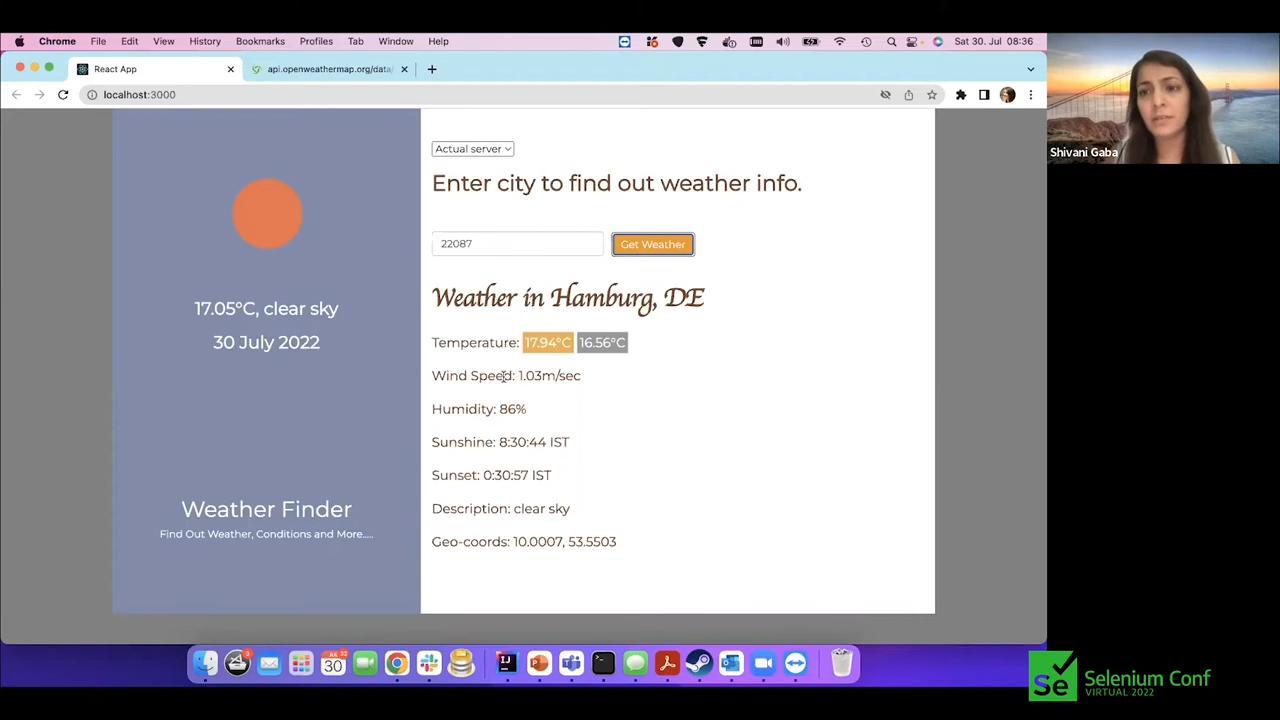 Chrome File Edit View History Bookmarks Profiles Tab Window Help Sat 30. Jul 08:36
React App api.openweathermap.org/data/
localhost:3000
Shivani Gaba
Actual server
Enter city to find out weather info.
22087 Get Weather
Weather in Hamburg, DE
17.05°C, clear sky
30 July 2022
Temperature: 17.94°C 16.56°C
Wind Speed: 1.03m/sec
Humidity: 86%
Sunshine: 8:30:44 IST
Sunset: 0:30:57 IST
Description: clear sky
Geo-coords: 10.0007, 53.5503
Weather Finder
Find Out Weather, Conditions and More.....
30
Se Selenium Conf
VIRTUAL 2022